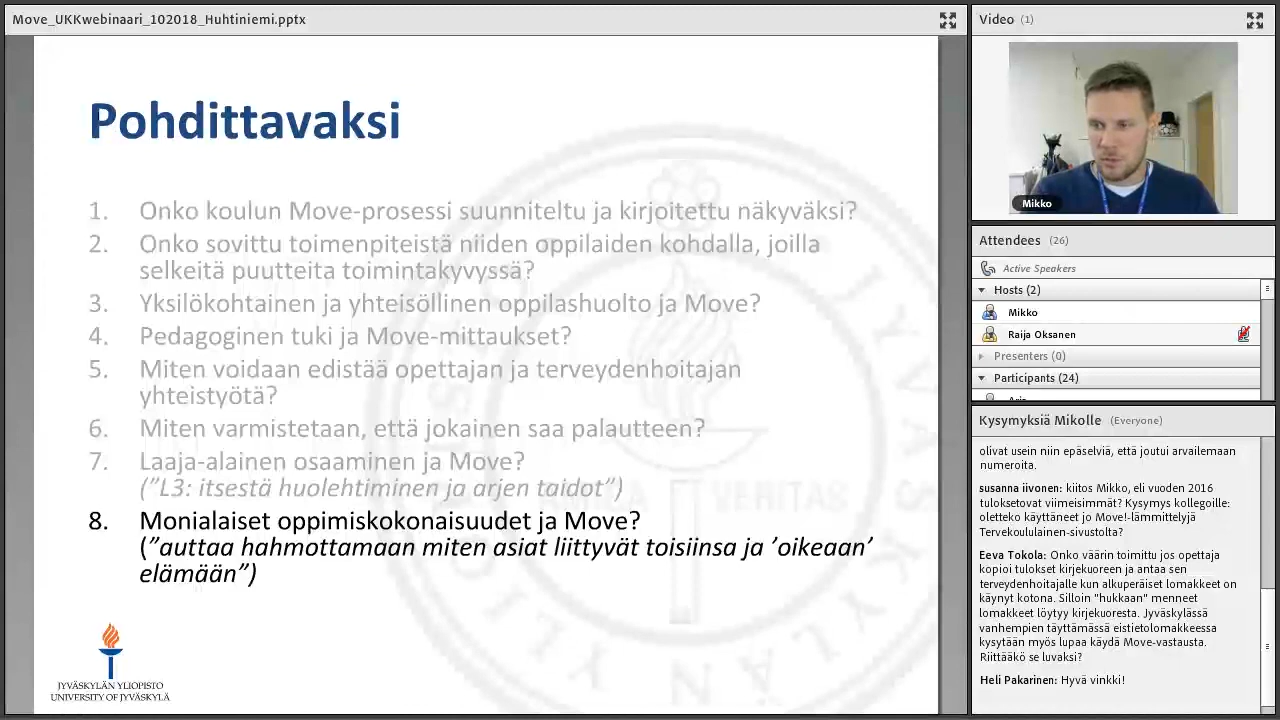 Move_UKKwebinaari_102018_Huhtiniemi.pptx
Pohdittavaksi
1. Onko koulun Move-prosessi suunniteltu ja kirjoitettu näkyväksi?
2. Onko sovittu toimenpiteistä niiden oppilaiden kohdalla, joilla
selkeitä puutteita toimintakyvyssä?
3. Yksilökohtainen ja yhteisöllinen oppilashuolto ja Move?
4. Pedagoginen tuki ja Move-mittaukset?
5. Miten voidaan edistää opettajan ja terveydenhoitajan
yhteistyötä?
6. Miten varmistetaan, että jokainen saa palautteen?
7. Laaja-alainen osaaminen ja Move?
(”L3: itsestä huolehtiminen ja arjen taidot”)
8. Monialaiset oppimiskokonaisuudet ja Move?
(”auttaa hahmottamaan miten asiat liittyvät toisiinsa ja ’oikeaan’
elämään”)
VERITAS
JYVÄSKYLÄN YLIOPISTO
UNIVERSITY OF JYVÄSKYLÄ
Video (1)
Mikko
Attendees (26)
Active Speakers
Hosts (2)
Mikko
Raija Oksanen
Presenters (0)
Participants (24)
Kysymyksiä Mikolle (Everyone)
olivat usein niin epäselviä, että joutui arvailemaan
numeroita.
susanna iivonen: kiitos Mikko, eli vuoden 2016
tuloksetovat viimeisimmät? Kysymys kollegoille:
oletteko käyttäneet jo Move!-lämmittelyjä
Tervekoululainen-sivustolta?
Eeva Tokola: Onko väärin toimittu jos opettaja
kopioi tulokset kirjekuoreen ja antaa sen
terveydenhoitajalle kun alkuperäiset lomakkeet on
käynyt kotona. Silloin "hukkaan" menneet
lomakkeet löytyy kirjekuoresta. Jyväskylässä
vanhempien täyttämässä eistietolomakkeessa
kysytään myös lupaa käydä Move-vastausta.
Riittääkö se luvaksi?
Heli Pakarinen: Hyvä vinkki!